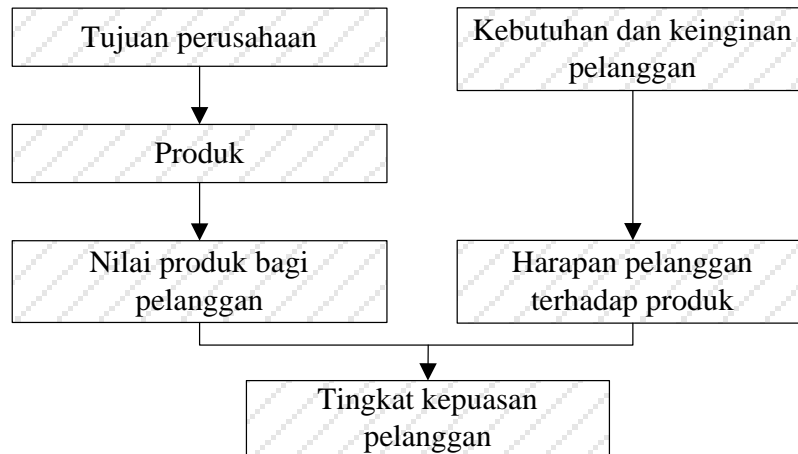 Tujuan perusahaan
Kebutuhan dan keinginan
pelanggan
Produk
Nilai produk bagi
pelanggan
Harapan pelanggan
terhadap produk
Tingkat kepuasan
pelanggan